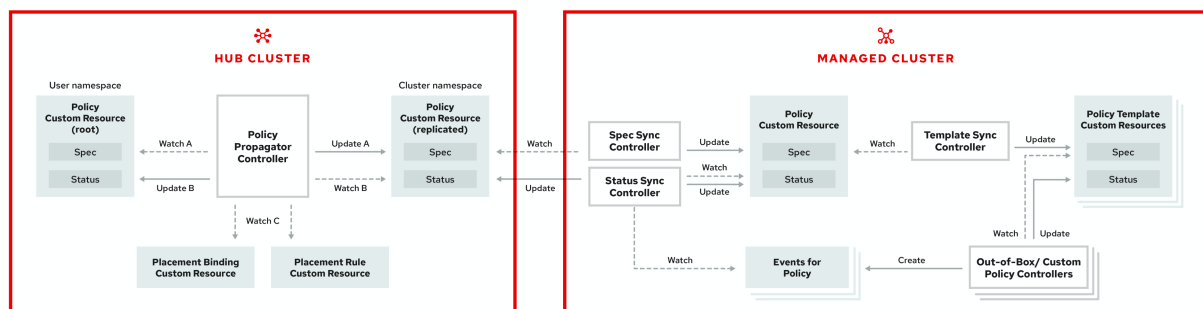 HUB CLUSTER
User namespace
Policy
Custom Resource
(root)
Spec
Status
Watch A
Update B
Policy
Propagator
Controller
Update A
Watch B
Watch C
Cluster namespace
Policy
Custom Resource
(replicated)
Spec
Status
Placement Binding
Custom Resource
Placement Rule
Custom Resource
Watch
Update
MANAGED CLUSTER
Spec Sync
Controller
Status Sync
Controller
Update
Watch
Update
Watch
Policy
Custom Resource
Spec
Status
Watch
Template Sync
Controller
Update
Policy Template
Custom Resources
Spec
Status
Watch
Update
Events for
Policy
Create
Out-of-Box/ Custom
Policy Controllers